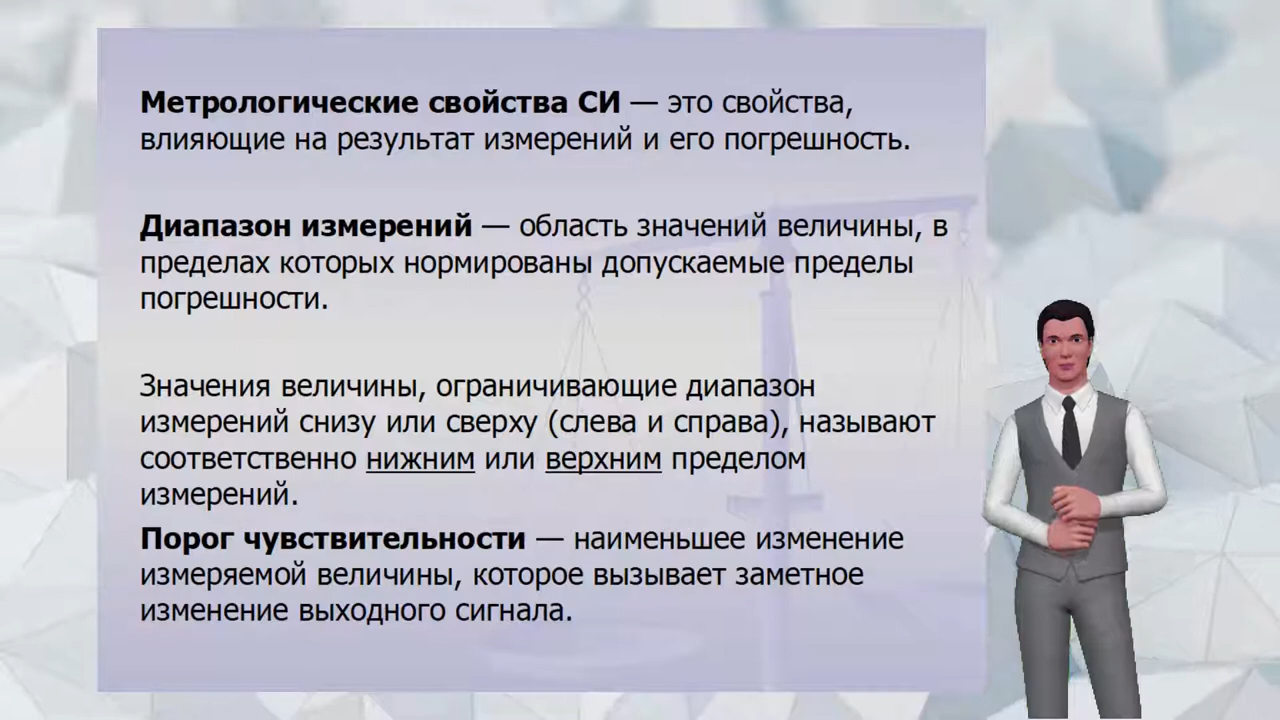 Метрологические свойства СИ — это свойства,
влияющие на результат измерений и его погрешность.
Диапазон измерений — область значений величины, в
пределах которых нормированы допускаемые пределы
погрешности.
Значения величины, ограничивающие диапазон
измерений снизу или сверху (слева и справа), называют
соответственно нижним или верхним пределом
измерений.
Порог чувствительности — наименьшее изменение
измеряемой величины, которое вызывает заметное
изменение выходного сигнала.